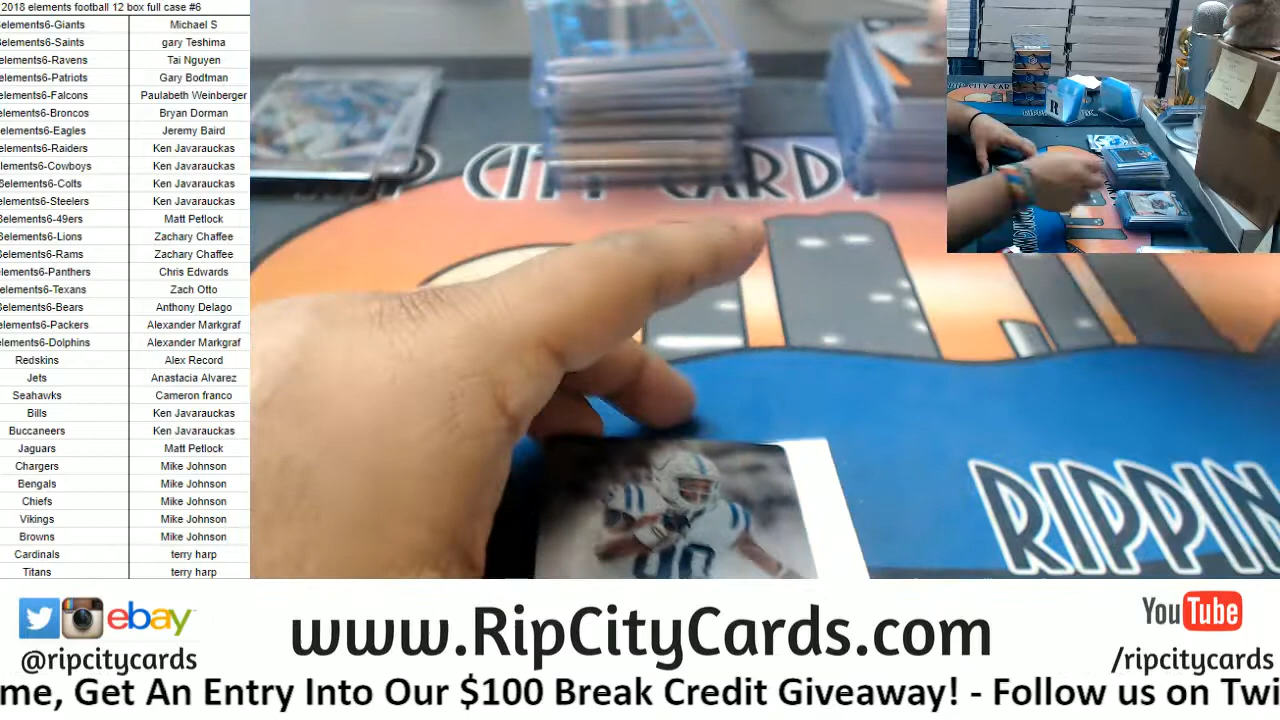 2018 elements football 12 box full case #6
elements6-Giants Michael S
elements6-Saints gary Teshima
elements6-Ravens Tai Nguyen
elements6-Patriots Gary Bodtman
elements6-Falcons Paulabeth Weinberger
elements6-Broncos Bryan Dorman
elements6-Eagles Jeremy Baird
elements6-Raiders Ken Javarauckas
lements6-Cowboys Ken Javarauckas
8elements6-Colts Ken Javarauckas
elements6-Steelers Ken Javarauckas
8elements6-49ers Matt Petlock
8elements6-Lions Zachary Chaffee
elements6-Rams Zachary Chaffee
elements6-Panthers Chris Edwards
elements6-Texans Zach Otto
elements6-Bears Anthony Delago
elements6-Packers Alexander Markgraf
elements6-Dolphins Alexander Markgraf
Redskins Alex Record
Jets Anastacia Alvarez
Seahawks Cameron franco
Bills Ken Javarauckas
Buccaneers Ken Javarauckas
Jaguars Matt Petlock
Chargers Mike Johnson
Bengals Mike Johnson
Chiefs Mike Johnson
Vikings Mike Johnson
Browns Mike Johnson
Cardinals terry harp
Titans terry harp
CITY CARD
RIPPIN
ebay
@ripcitycards
www.RipCityCards.com
YouTube
/ripcitycards
me, Get An Entry Into Our $100 Break Credit Giveaway! - Follow us on Twi